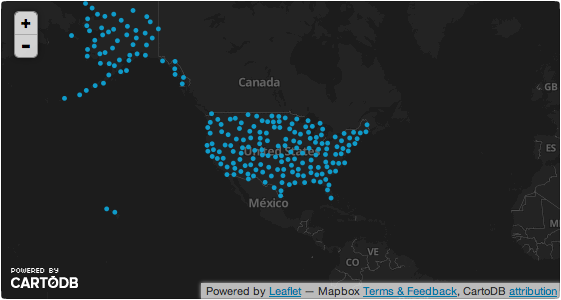 +
-
Canada
GB
United States
ES
México
M
VE
CO
POWERED BY
CARTODB
Powered by Leaflet — Mapbox Terms & Feedback, CartoDB attribution